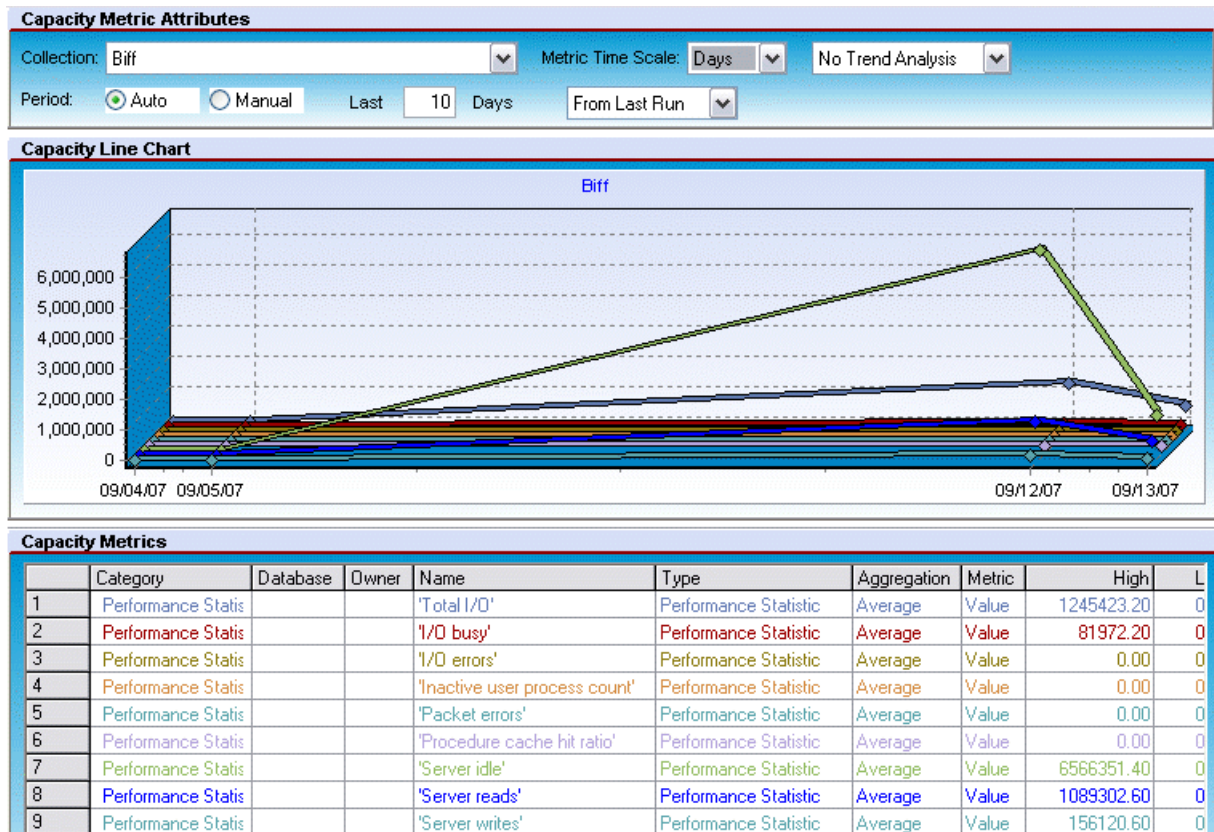 Capacity Metric Attributes
Collection: Biff Metric Time Scale: Days No Trend Analysis
Period: Auto Manual Last 10 Days From Last Run
Capacity Line Chart
Biff
6,000,000
5,000,000
4,000,000
3,000,000
2,000,000
1,000,000
0
09/04/07 09/05/07 09/12/07 09/13/07
Capacity Metrics
Category Database Owner Name Type Aggregation Metric High L
1 Performance Statis 'Total I/O' Performance Statistic Average Value 1245423.20 0
2 Performance Statis 'I/O busy' Performance Statistic Average Value 81972.20 0
3 Performance Statis 'I/O errors' Performance Statistic Average Value 0.00 0
4 Performance Statis 'Inactive user process count' Performance Statistic Average Value 0.00 0
5 Performance Statis 'Packet errors' Performance Statistic Average Value 0.00 0
6 Performance Statis 'Procedure cache hit ratio' Performance Statistic Average Value 0.00 0
7 Performance Statis 'Server idle' Performance Statistic Average Value 6566351.40 0
8 Performance Statis 'Server reads' Performance Statistic Average Value 1089302.60 0
9 Performance Statis 'Server writes' Performance Statistic Average Value 156120.60 0